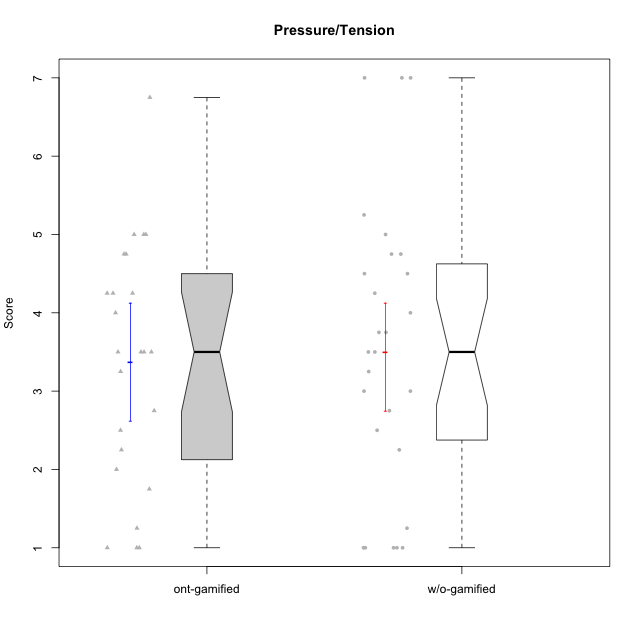 Pressure/Tension
7
6
5
4
3
2
1
Score
ont-gamified
w/o-gamified